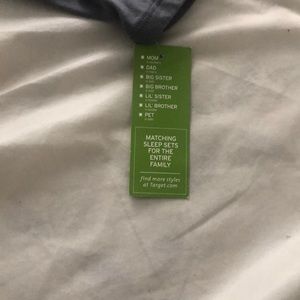 MOM
DAD
BIG SISTER
BIG BROTHER
LIL' SISTER
LIL' BROTHER
PET
MATCHING
SLEEP SETS
FOR THE
ENTIRE
FAMILY
find more styles
at Target.com